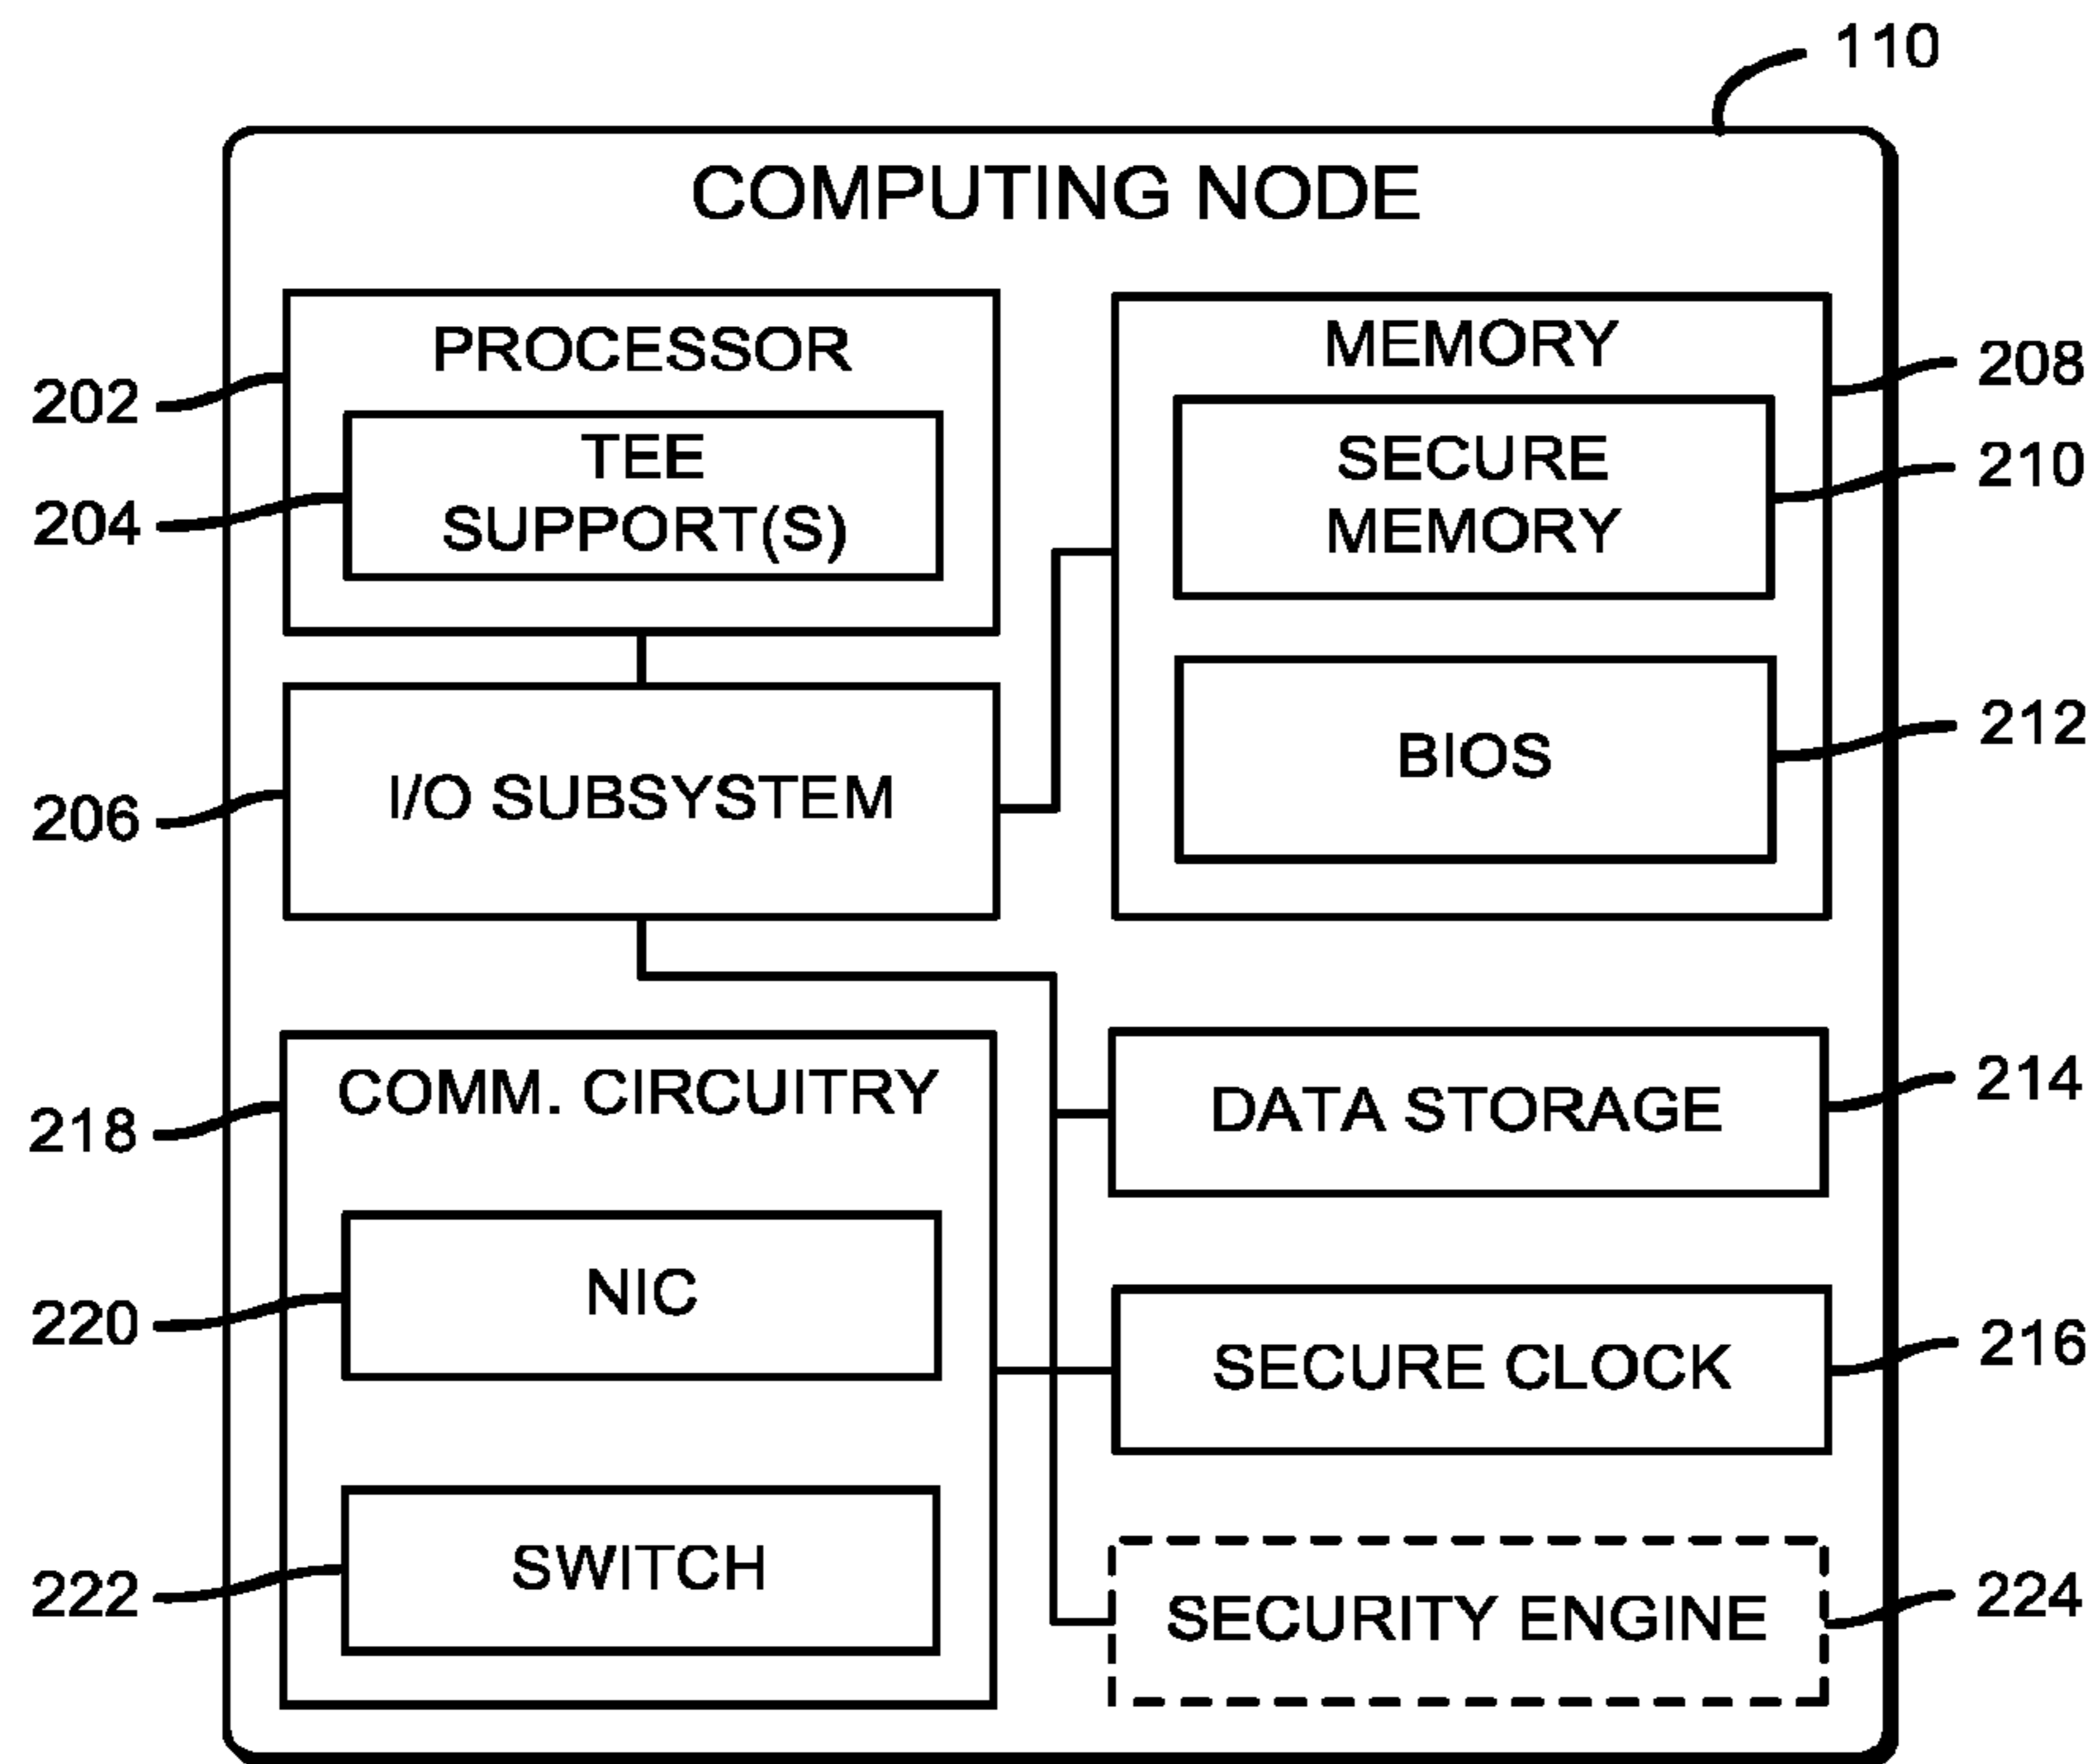 110
COMPUTING NODE
PROCESSOR
202
TEE
SUPPORT(S)
204
I/O SUBSYSTEM
206
MEMORY
208
SECURE
MEMORY
210
BIOS
212
COMM. CIRCUITRY
218
NIC
220
SWITCH
222
DATA STORAGE
214
SECURE CLOCK
216
SECURITY ENGINE
224